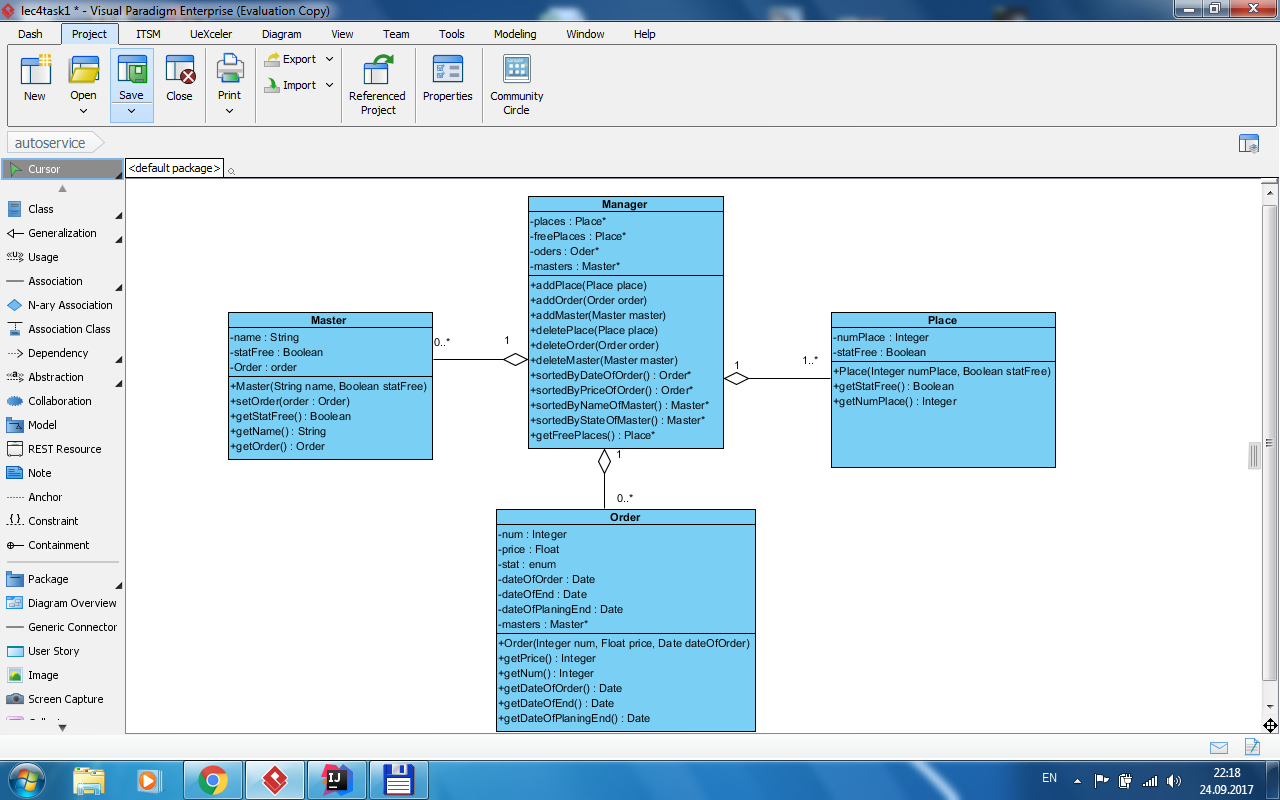 lec4task1 * - Visual Paradigm Enterprise (Evaluation Copy)
Dash Project ITSM UeXceler Diagram View Team Tools Modeling Window Help
New
Open
Save
Close
Print
Export
Import
Referenced
Project
Properties
Community
Circle
autoservice
Cursor
<default package>
Class
Generalization
Usage
Association
N-ary Association
Association Class
Dependency
Abstraction
Collaboration
Model
REST Resource
Note
Anchor
Constraint
Containment
Package
Diagram Overview
Generic Connector
User Story
Image
Screen Capture
Manager
-places : Place*
-freePlaces : Place*
-oders : Oder*
-masters : Master*
+addPlace(Place place)
+addOrder(Order order)
+addMaster(Master master)
+deletePlace(Place place)
+deleteOrder(Order order)
+deleteMaster(Master master)
+sortedByDateOfOrder() : Order*
+sortedByPriceOfOrder() : Order*
+sortedByNameOfMaster() : Master*
+sortedByStateOfMaster() : Master*
+getFreePlaces() : Place*
Master
-name : String
-statFree : Boolean
-Order : order
+Master(String name, Boolean statFree)
+setOrder(order : Order)
+getStatFree() : Boolean
+getName() : String
+getOrder() : Order
0..*
1
1
1..*
Place
-numPlace : Integer
-statFree : Boolean
+Place(Integer numPlace, Boolean statFree)
+getStatFree() : Boolean
+getNumPlace() : Integer
1
0..*
Order
-num : Integer
-price : Float
-stat : enum
-dateOfOrder : Date
-dateOfEnd : Date
-dateOfPlaningEnd : Date
-masters : Master*
+Order(Integer num, Float price, Date dateOfOrder)
+getPrice() : Integer
+getNum() : Integer
+getDateOfOrder() : Date
+getDateOfEnd() : Date
+getDateOfPlaningEnd() : Date
EN
22:18
24.09.2017